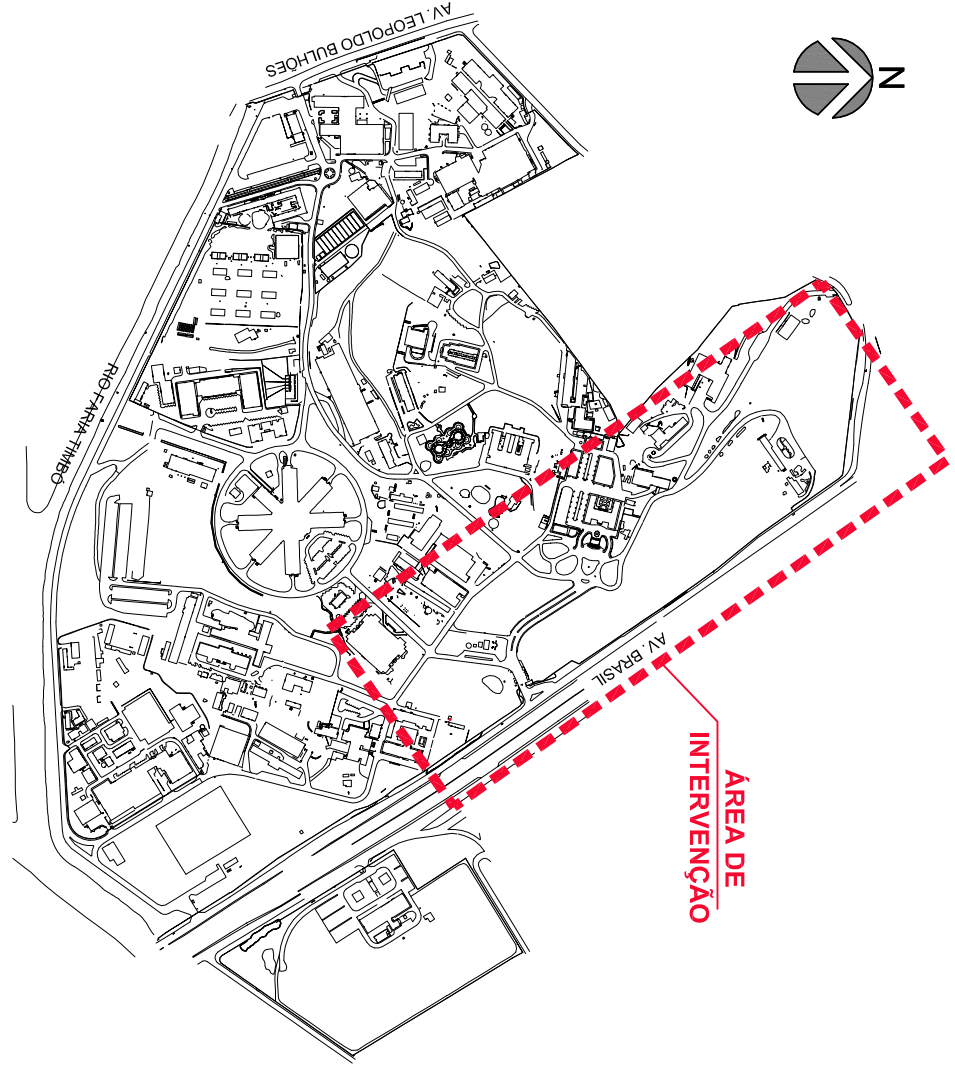 AV. LEOPOLDO BULHÕES
N
RIO FARIA TIMBÓ
AV. BRASIL
ÁREA DE
INTERVENÇÃO